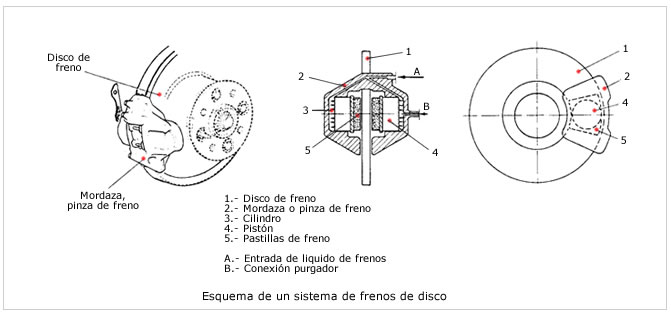 Disco de
freno
Mordaza,
pinza de freno
1
2
A
3
B
5
4
1
2
4
5
1.- Disco de freno
2.- Mordaza o pinza de freno
3.- Cilindro
4.- Pistón
5.- Pastillas de freno
A.- Entrada de liquido de frenos
B.- Conexión purgador
Esquema de un sistema de frenos de disco